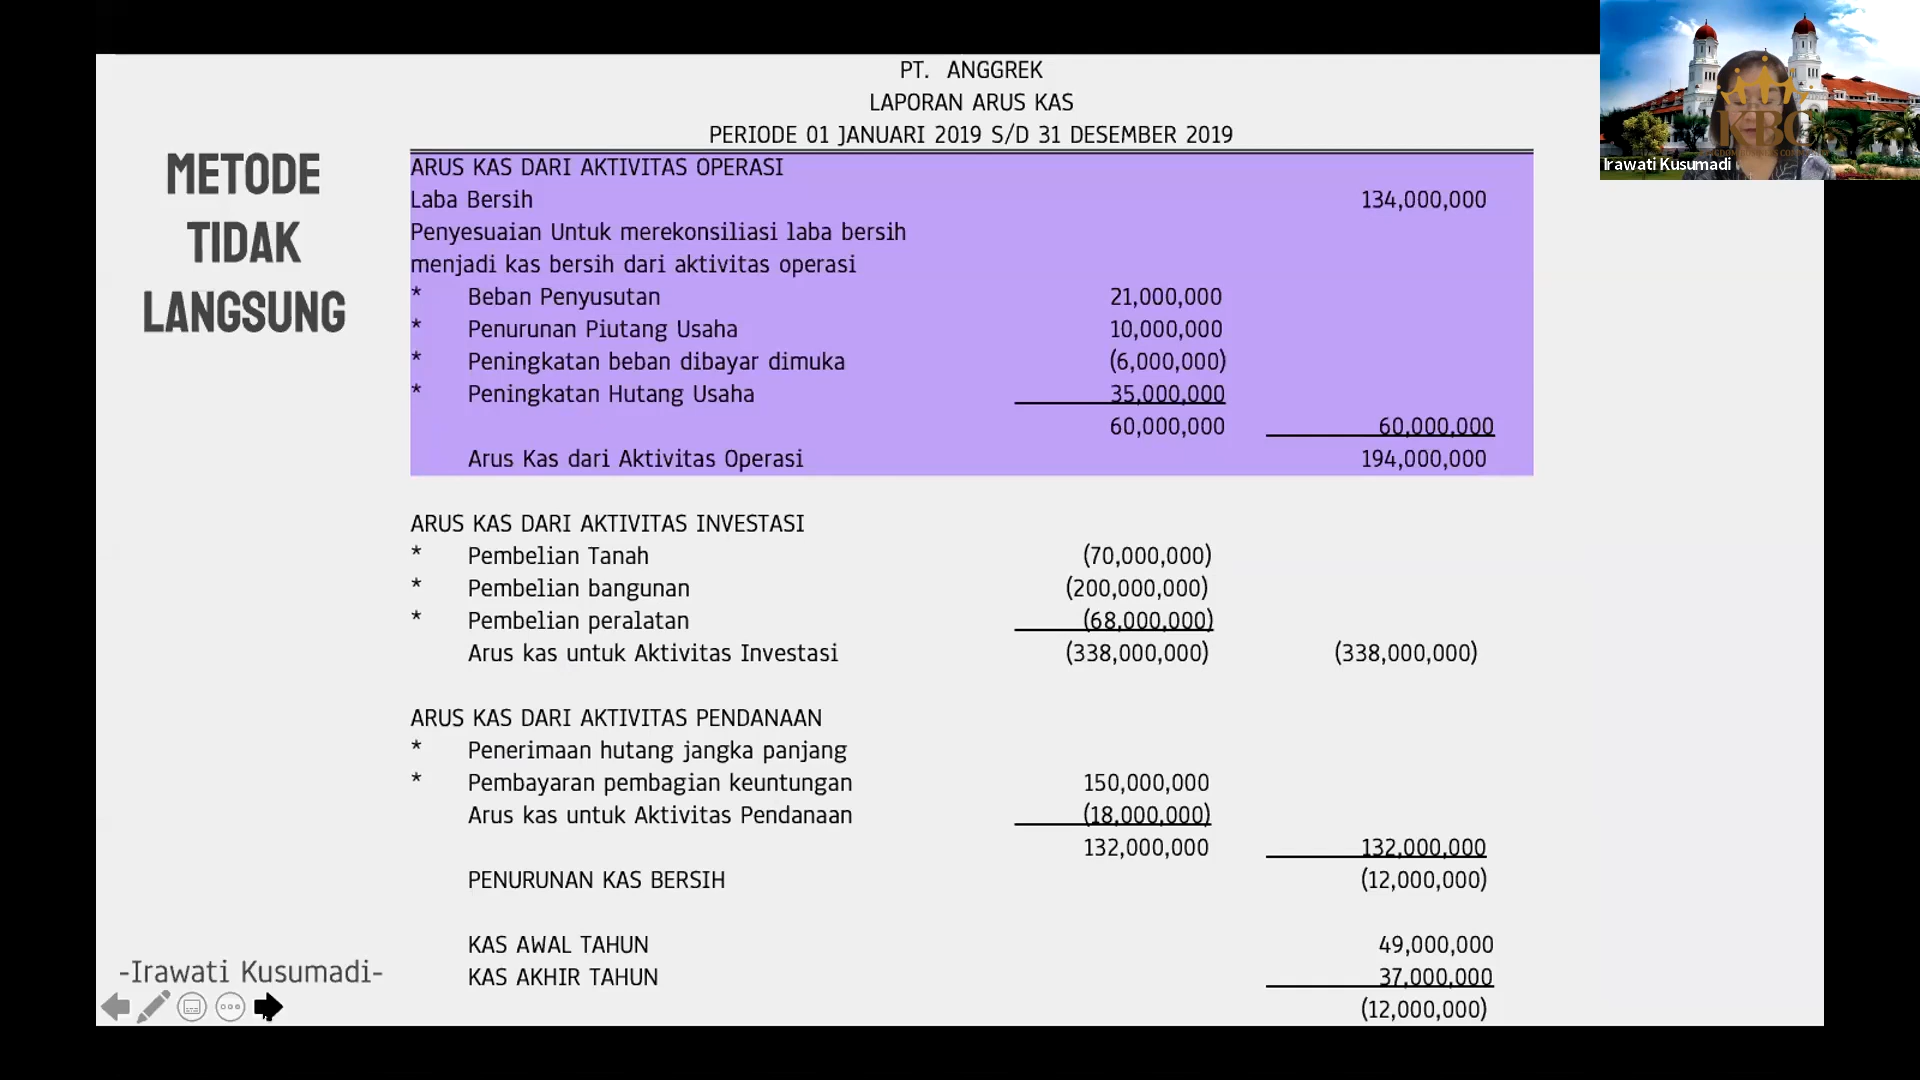 PT. ANGGREK
LAPORAN ARUS KAS
PERIODE 01 JANUARI 2019 S/D 31 DESEMBER 2019
METODE
TIDAK
LANGSUNG
ARUS KAS DARI AKTIVITAS OPERASI
Laba Bersih 134,000,000
Penyesuaian Untuk merekonsiliasi laba bersih
menjadi kas bersih dari aktivitas operasi
* Beban Penyusutan 21,000,000
* Penurunan Piutang Usaha 10,000,000
* Peningkatan beban dibayar dimuka (6,000,000)
* Peningkatan Hutang Usaha 35,000,000
60,000,000 60,000,000
Arus Kas dari Aktivitas Operasi 194,000,000
ARUS KAS DARI AKTIVITAS INVESTASI
* Pembelian Tanah (70,000,000)
* Pembelian bangunan (200,000,000)
* Pembelian peralatan (68,000,000)
Arus kas untuk Aktivitas Investasi (338,000,000) (338,000,000)
ARUS KAS DARI AKTIVITAS PENDANAAN
* Penerimaan hutang jangka panjang
* Pembayaran pembagian keuntungan 150,000,000
Arus kas untuk Aktivitas Pendanaan (18,000,000)
132,000,000 132,000,000
PENURUNAN KAS BERSIH (12,000,000)
KAS AWAL TAHUN 49,000,000
KAS AKHIR TAHUN 37,000,000
(12,000,000)
-Irawati Kusumadi-
KBC
Irawati Kusumadi